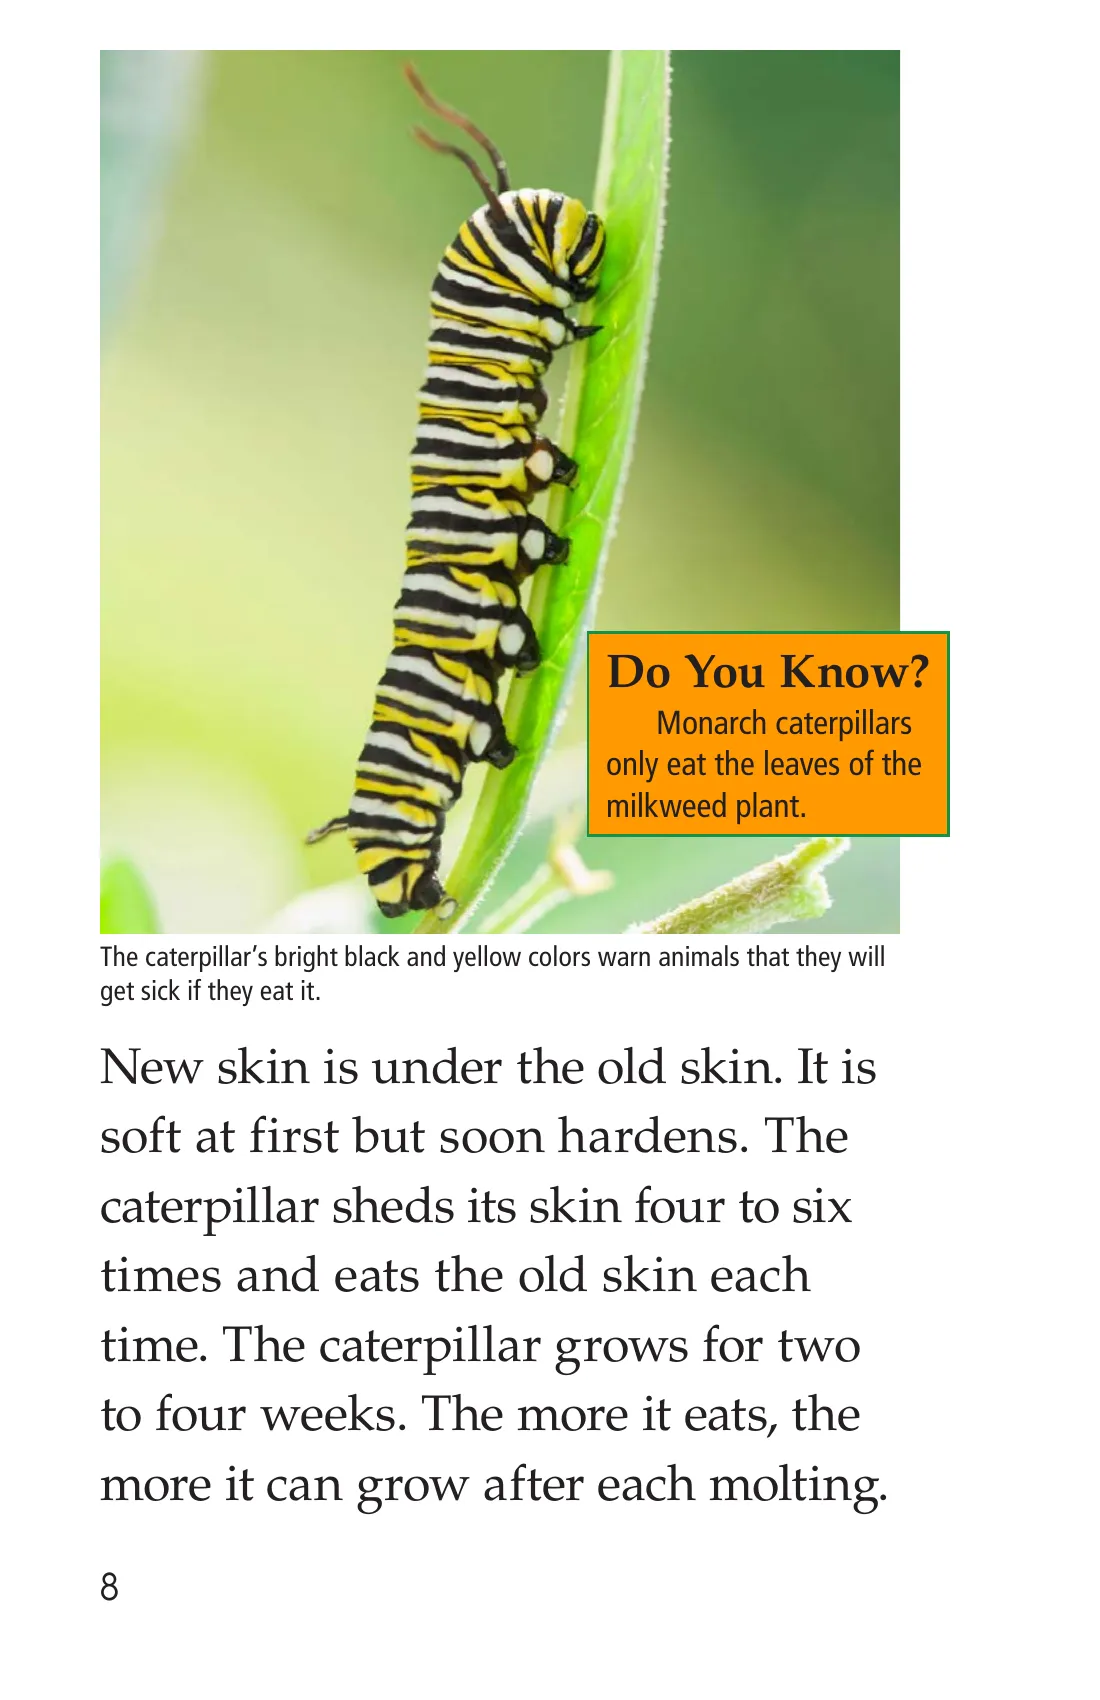 Do You Know?
Monarch caterpillars
only eat the leaves of the
milkweed plant.
The caterpillar’s bright black and yellow colors warn animals that they will
get sick if they eat it.
New skin is under the old skin. It is
soft at first but soon hardens. The
caterpillar sheds its skin four to six
times and eats the old skin each
time. The caterpillar grows for two
to four weeks. The more it eats, the
more it can grow after each molting.
8